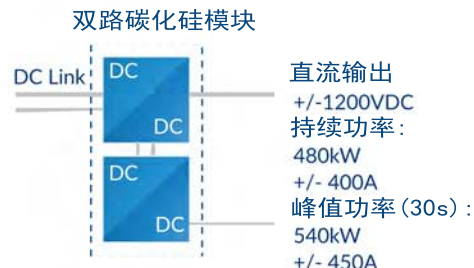 双路碳化硅模块
DC Link
DC
DC
DC
DC
直流输出
+/-1200VDC
持续功率:
480kW
+/- 400A
峰值功率(30s):
540kW
+/- 450A